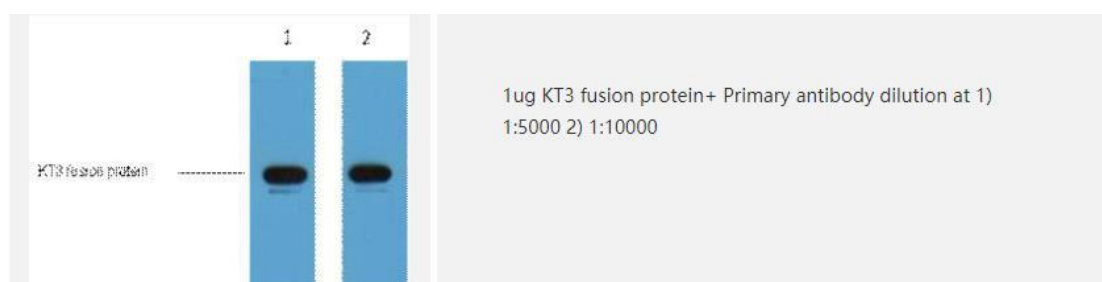 1 2
KT3 fusion protein
1ug KT3 fusion protein+ Primary antibody dilution at 1)
1:5000 2) 1:10000